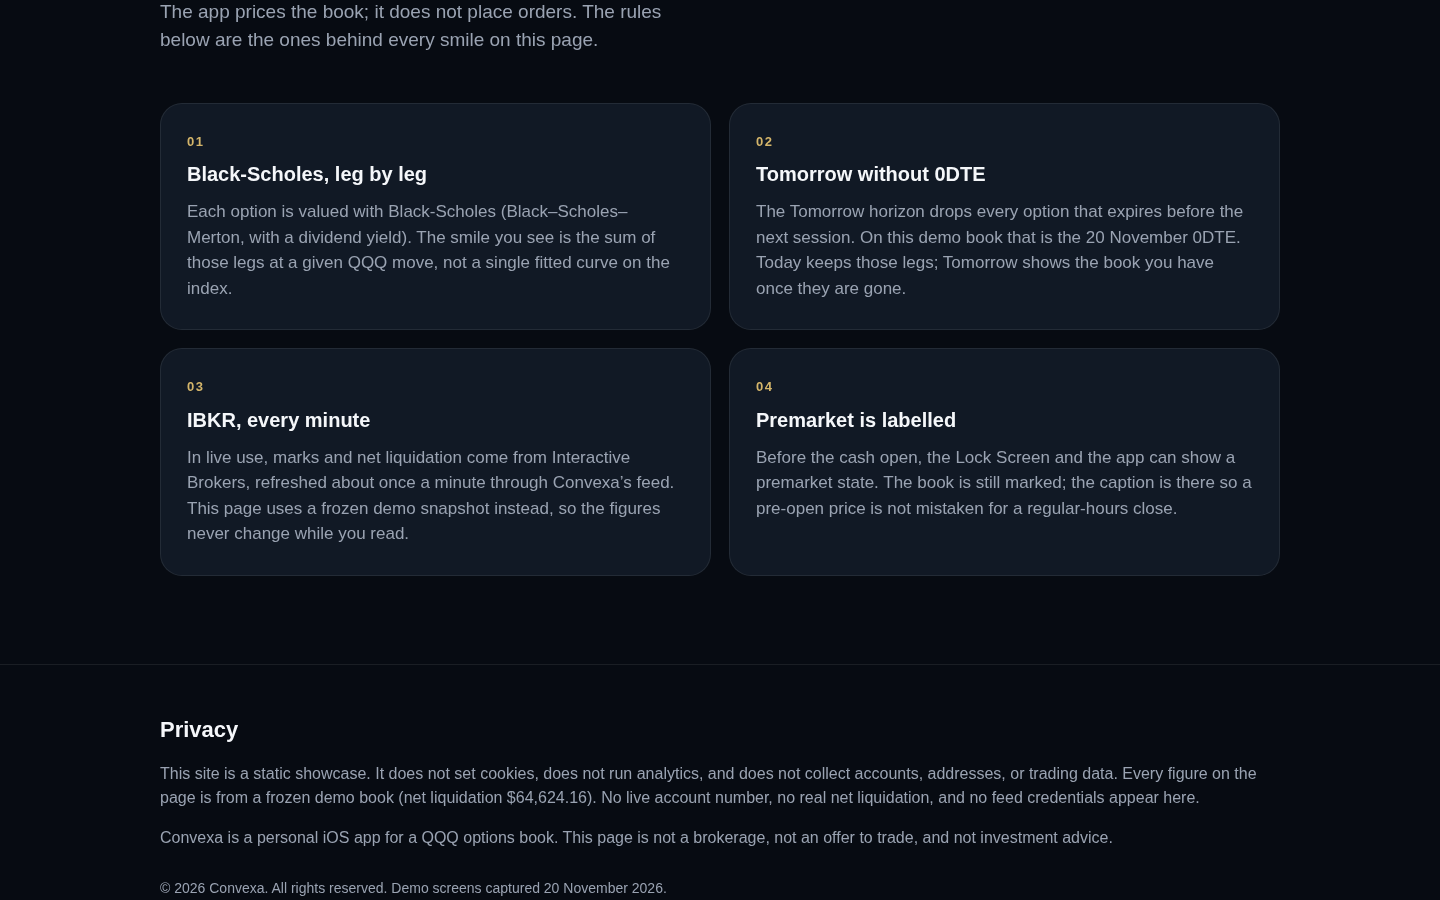 The app prices the book; it does not place orders. The rules
below are the ones behind every smile on this page.
01
Black-Scholes, leg by leg
Each option is valued with Black-Scholes (Black–Scholes–
Merton, with a dividend yield). The smile you see is the sum of
those legs at a given QQQ move, not a single fitted curve on the
index.
02
Tomorrow without 0DTE
The Tomorrow horizon drops every option that expires before the
next session. On this demo book that is the 20 November 0DTE.
Today keeps those legs; Tomorrow shows the book you have
once they are gone.
03
IBKR, every minute
In live use, marks and net liquidation come from Interactive
Brokers, refreshed about once a minute through Convexa’s feed.
This page uses a frozen demo snapshot instead, so the figures
never change while you read.
04
Premarket is labelled
Before the cash open, the Lock Screen and the app can show a
premarket state. The book is still marked; the caption is there so a
pre-open price is not mistaken for a regular-hours close.
Privacy
This site is a static showcase. It does not set cookies, does not run analytics, and does not collect accounts, addresses, or trading data. Every figure on the
page is from a frozen demo book (net liquidation $64,624.16). No live account number, no real net liquidation, and no feed credentials appear here.
Convexa is a personal iOS app for a QQQ options book. This page is not a brokerage, not an offer to trade, and not investment advice.
© 2026 Convexa. All rights reserved. Demo screens captured 20 November 2026.